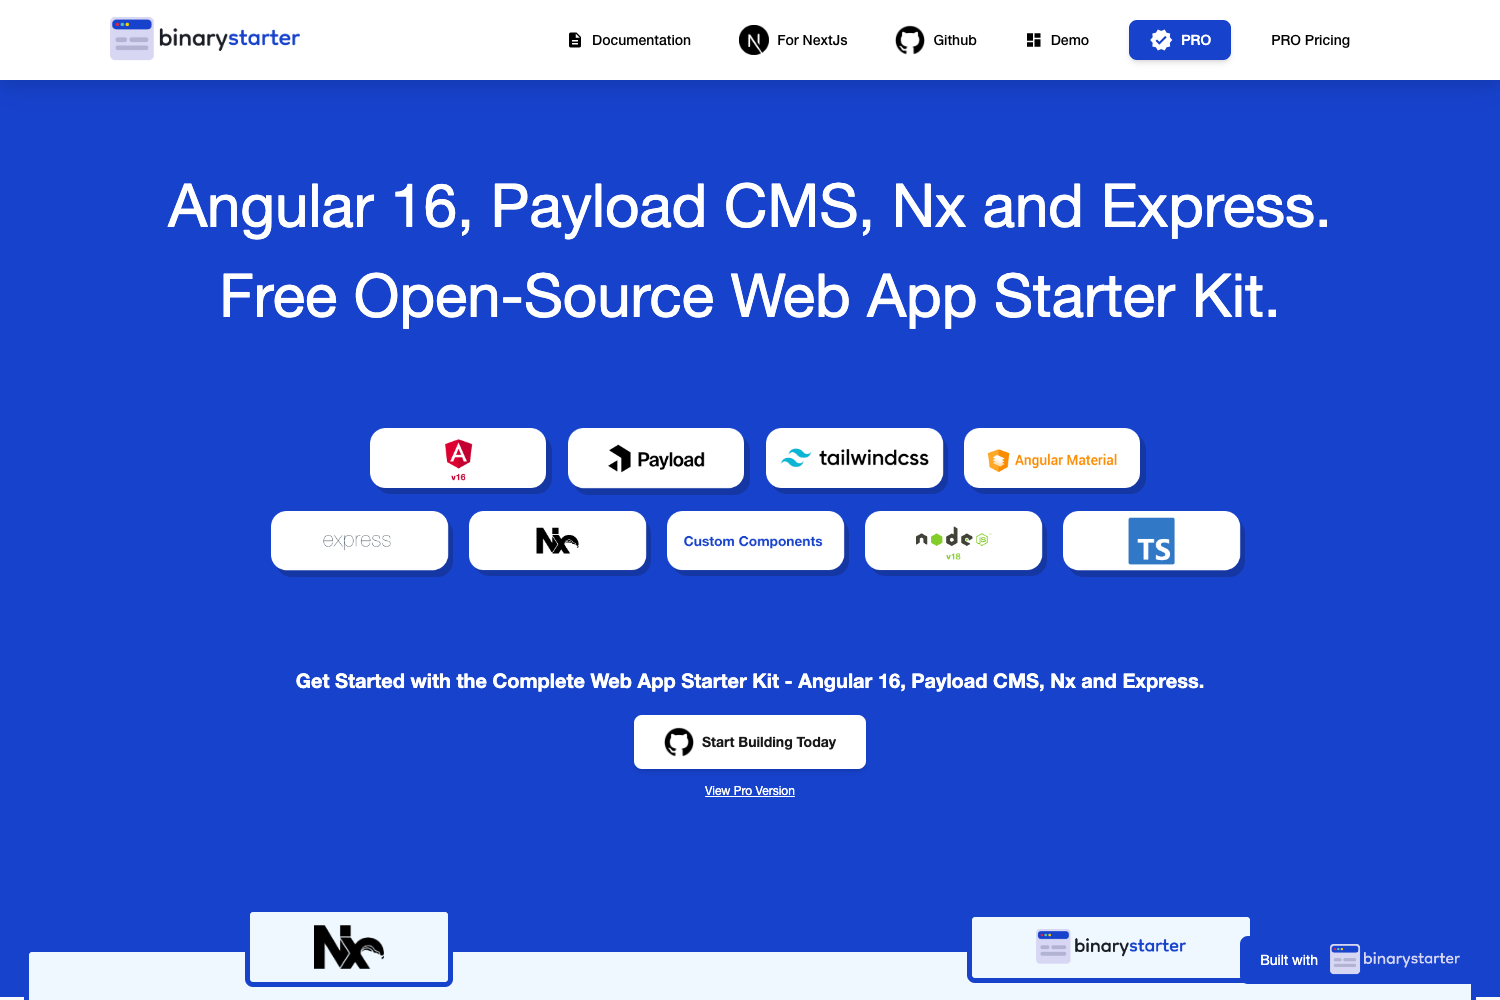 binarystarter
Documentation
For NextJs
Github
Demo
PRO
PRO Pricing
Angular 16, Payload CMS, Nx and Express.
Free Open-Source Web App Starter Kit.
A
v16
Payload
tailwindcss
Angular Material
express
Nx
Custom Components
node
JS
v18
TS
Get Started with the Complete Web App Starter Kit - Angular 16, Payload CMS, Nx and Express.
Start Building Today
View Pro Version
Nx
binarystarter
Built with
binarystarter